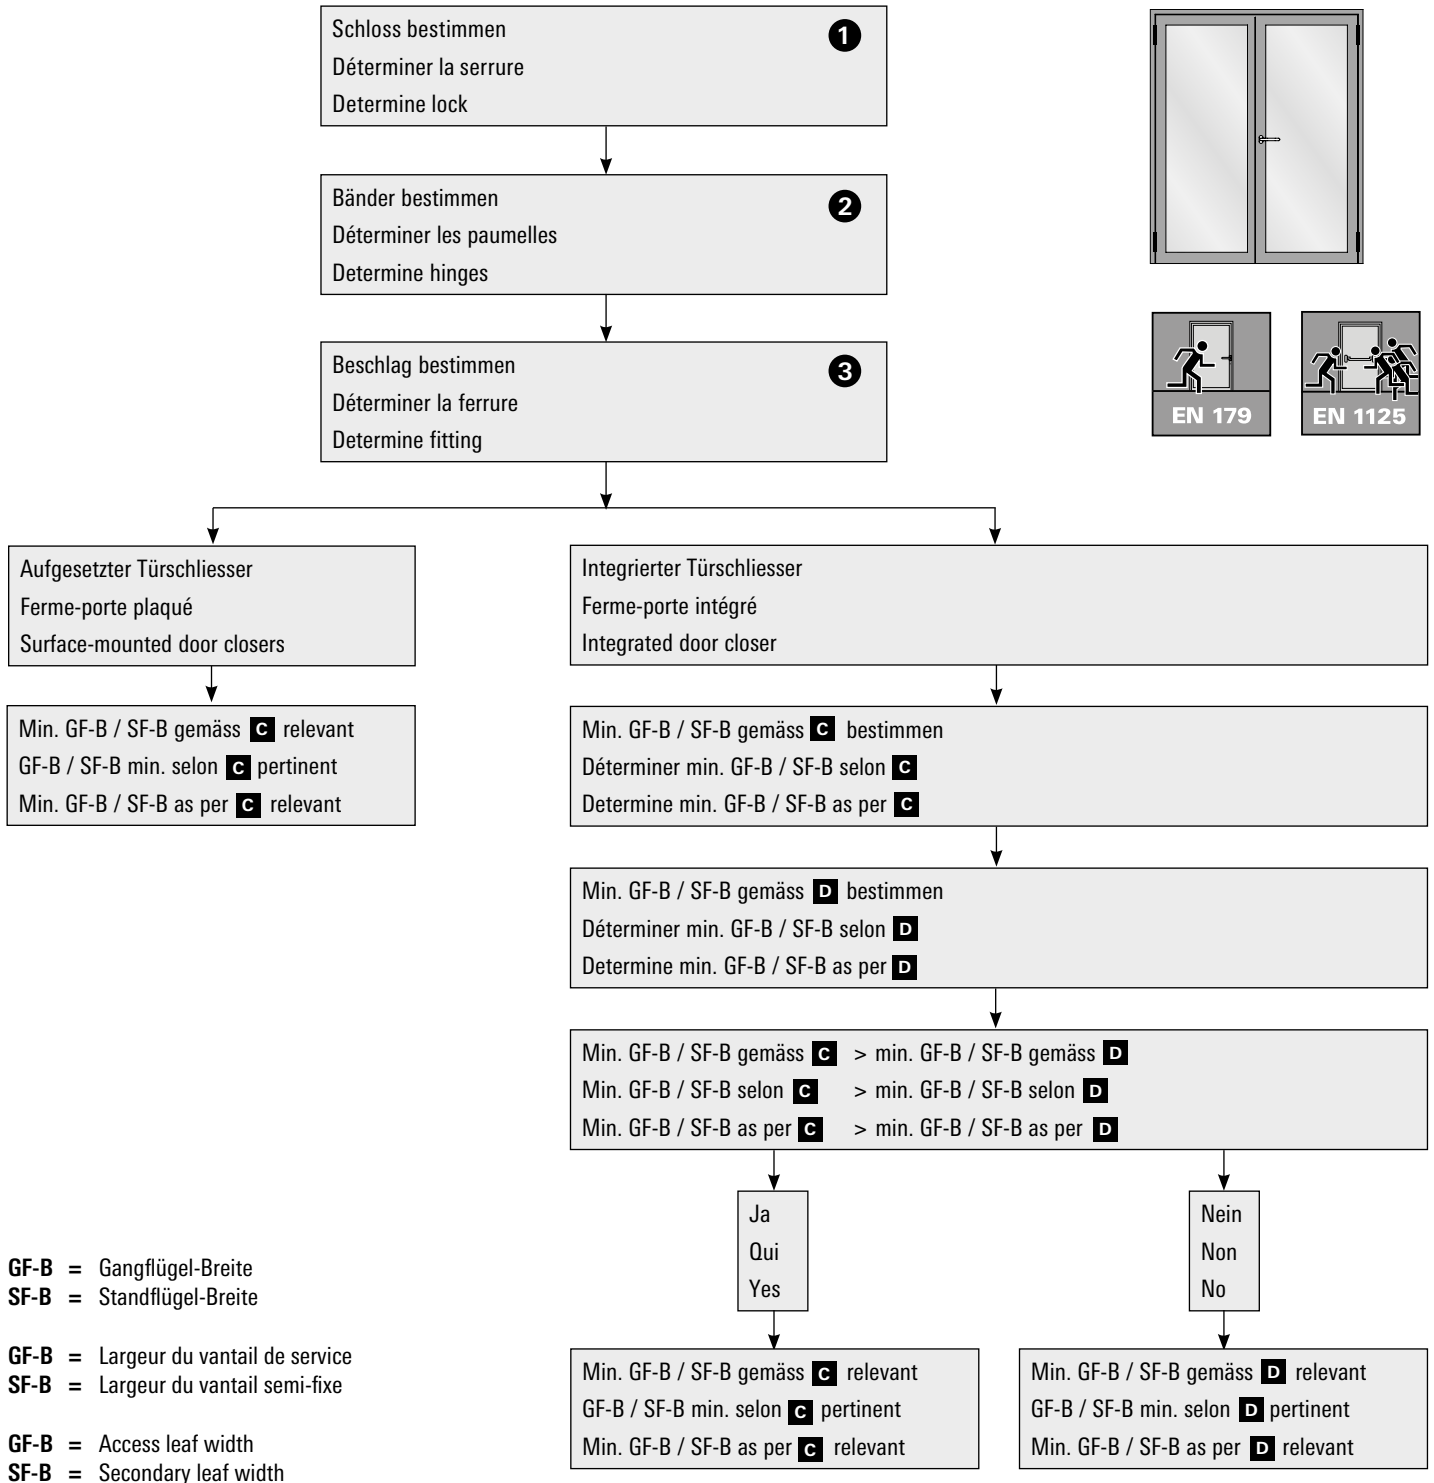 Schloss bestimmen 1
Déterminer la serrure
Determine lock
Bänder bestimmen 2
Déterminer les paumelles
Determine hinges
EN 179
EN 1125
Beschlag bestimmen 3
Déterminer la ferrure
Determine fitting
Aufgesetzter Türschliesser
Ferme-porte plaqué
Surface-mounted door closers
Integrierter Türschliesser
Ferme-porte intégré
Integrated door closer
Min. GF-B / SF-B gemäss C relevant
GF-B / SF-B min. selon C pertinent
Min. GF-B / SF-B as per C relevant
Min. GF-B / SF-B gemäss C bestimmen
Déterminer min. GF-B / SF-B selon C
Determine min. GF-B / SF-B as per C
Min. GF-B / SF-B gemäss D bestimmen
Déterminer min. GF-B / SF-B selon D
Determine min. GF-B / SF-B as per D
Min. GF-B / SF-B gemäss C > min. GF-B / SF-B gemäss D
Min. GF-B / SF-B selon C > min. GF-B / SF-B selon D
Min. GF-B / SF-B as per C > min. GF-B / SF-B as per D
Ja
Qui
Yes
Nein
Non
No
Min. GF-B / SF-B gemäss C relevant
GF-B / SF-B min. selon C pertinent
Min. GF-B / SF-B as per C relevant
Min. GF-B / SF-B gemäss D relevant
GF-B / SF-B min. selon D pertinent
Min. GF-B / SF-B as per D relevant
GF-B = Gangflügel-Breite
SF-B = Standflügel-Breite
GF-B = Largeur du vantail de service
SF-B = Largeur du vantail semi-fixe
GF-B = Access leaf width
SF-B = Secondary leaf width